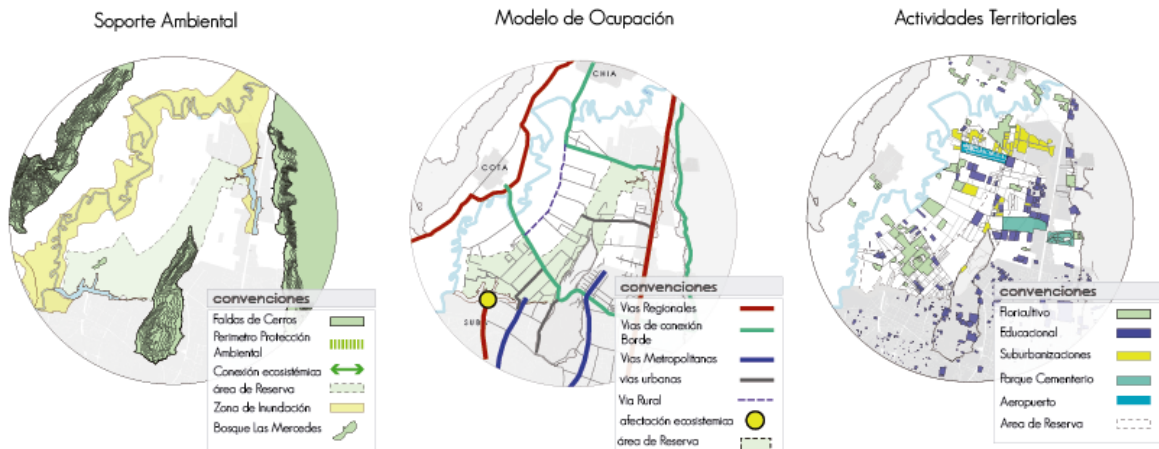 Soporte Ambiental
convenciones
Faldas de Cerros
Perimetro Protección
Ambiental
Conexión ecosistémica
área de Reserva
Zona de Inundación
Bosque Las Mercedes
Modelo de Ocupación
CHIA
COTA
SUBA
convenciones
Vias Regionales
Vias de conexión
Borde
Vias Metropolitanas
vias urbanas
Via Rural
afectación ecosistemica
área de Reserva
Actividades Territoriales
convenciones
Floricultivo
Educacional
Suburbanizaciones
Parque Cementerio
Aeropuerto
Area de Reserva